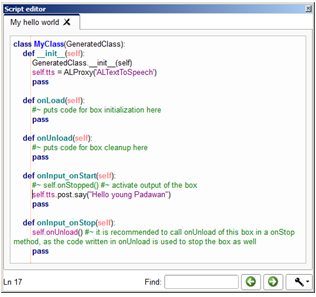 Script editor
My hello world
class MyClass(GeneratedClass):
def __init__(self):
GeneratedClass.__init__(self)
self.tts = ALProxy('ALTextToSpeech')
pass
def onLoad(self):
#~ puts code for box initialization here
pass
def onUnload(self):
#~ puts code for box cleanup here
pass
def onInput_onStart(self):
#~ self.onStopped() #~ activate output of the box
self.tts.post.say("Hello young Padawan")
pass
def onInput_onStop(self):
self.onUnload() #~ it is recommended to call onUnload of this box in a onStop
method, as the code written in onUnload is used to stop the box as well
pass
Ln 17 Find: